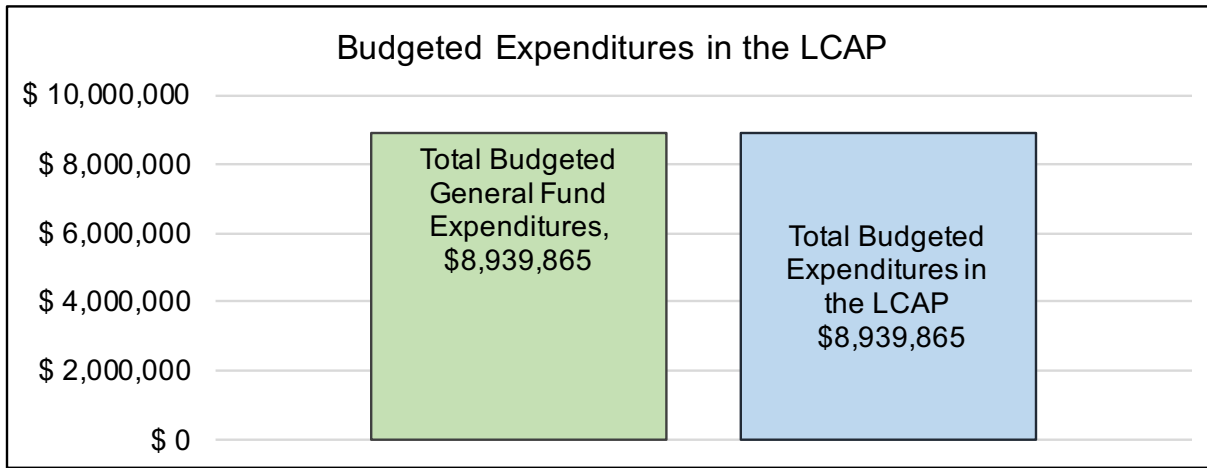 Budgeted Expenditures in the LCAP
$ 10,000,000
$ 8,000,000
$ 6,000,000
$ 4,000,000
$ 2,000,000
$ 0
Total Budgeted
General Fund
Expenditures,
$8,939,865
Total Budgeted
Expenditures in
the LCAP
$8,939,865